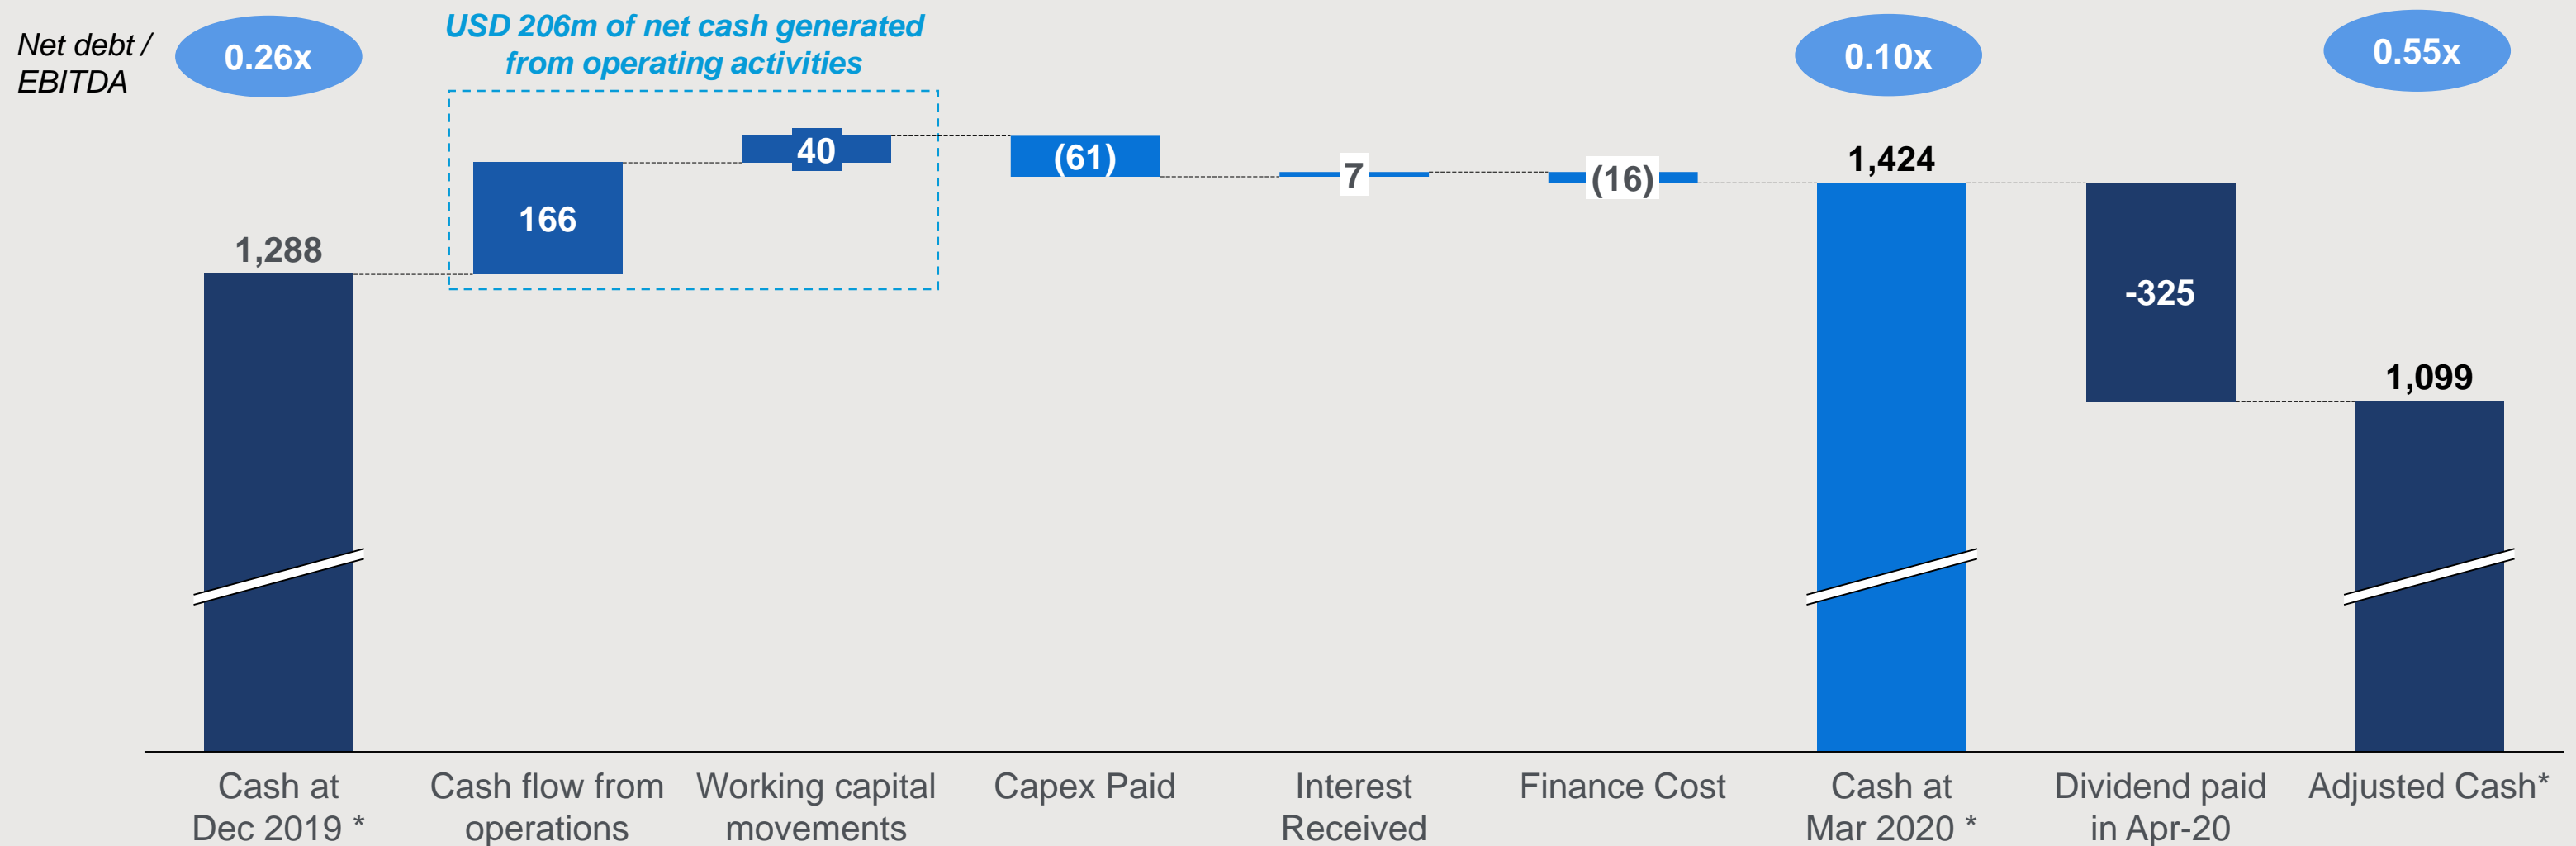 Net debt /
EBITDA
0.26x
USD 206m of net cash generated
from operating activities
0.10x
0.55x
1,288
166
40
(61)
7
(16)
1,424
-325
1,099
Cash at
Dec 2019 *
Cash flow from
operations
Working capital
movements
Capex Paid
Interest
Received
Finance Cost
Cash at
Mar 2020 *
Dividend paid
in Apr-20
Adjusted Cash*